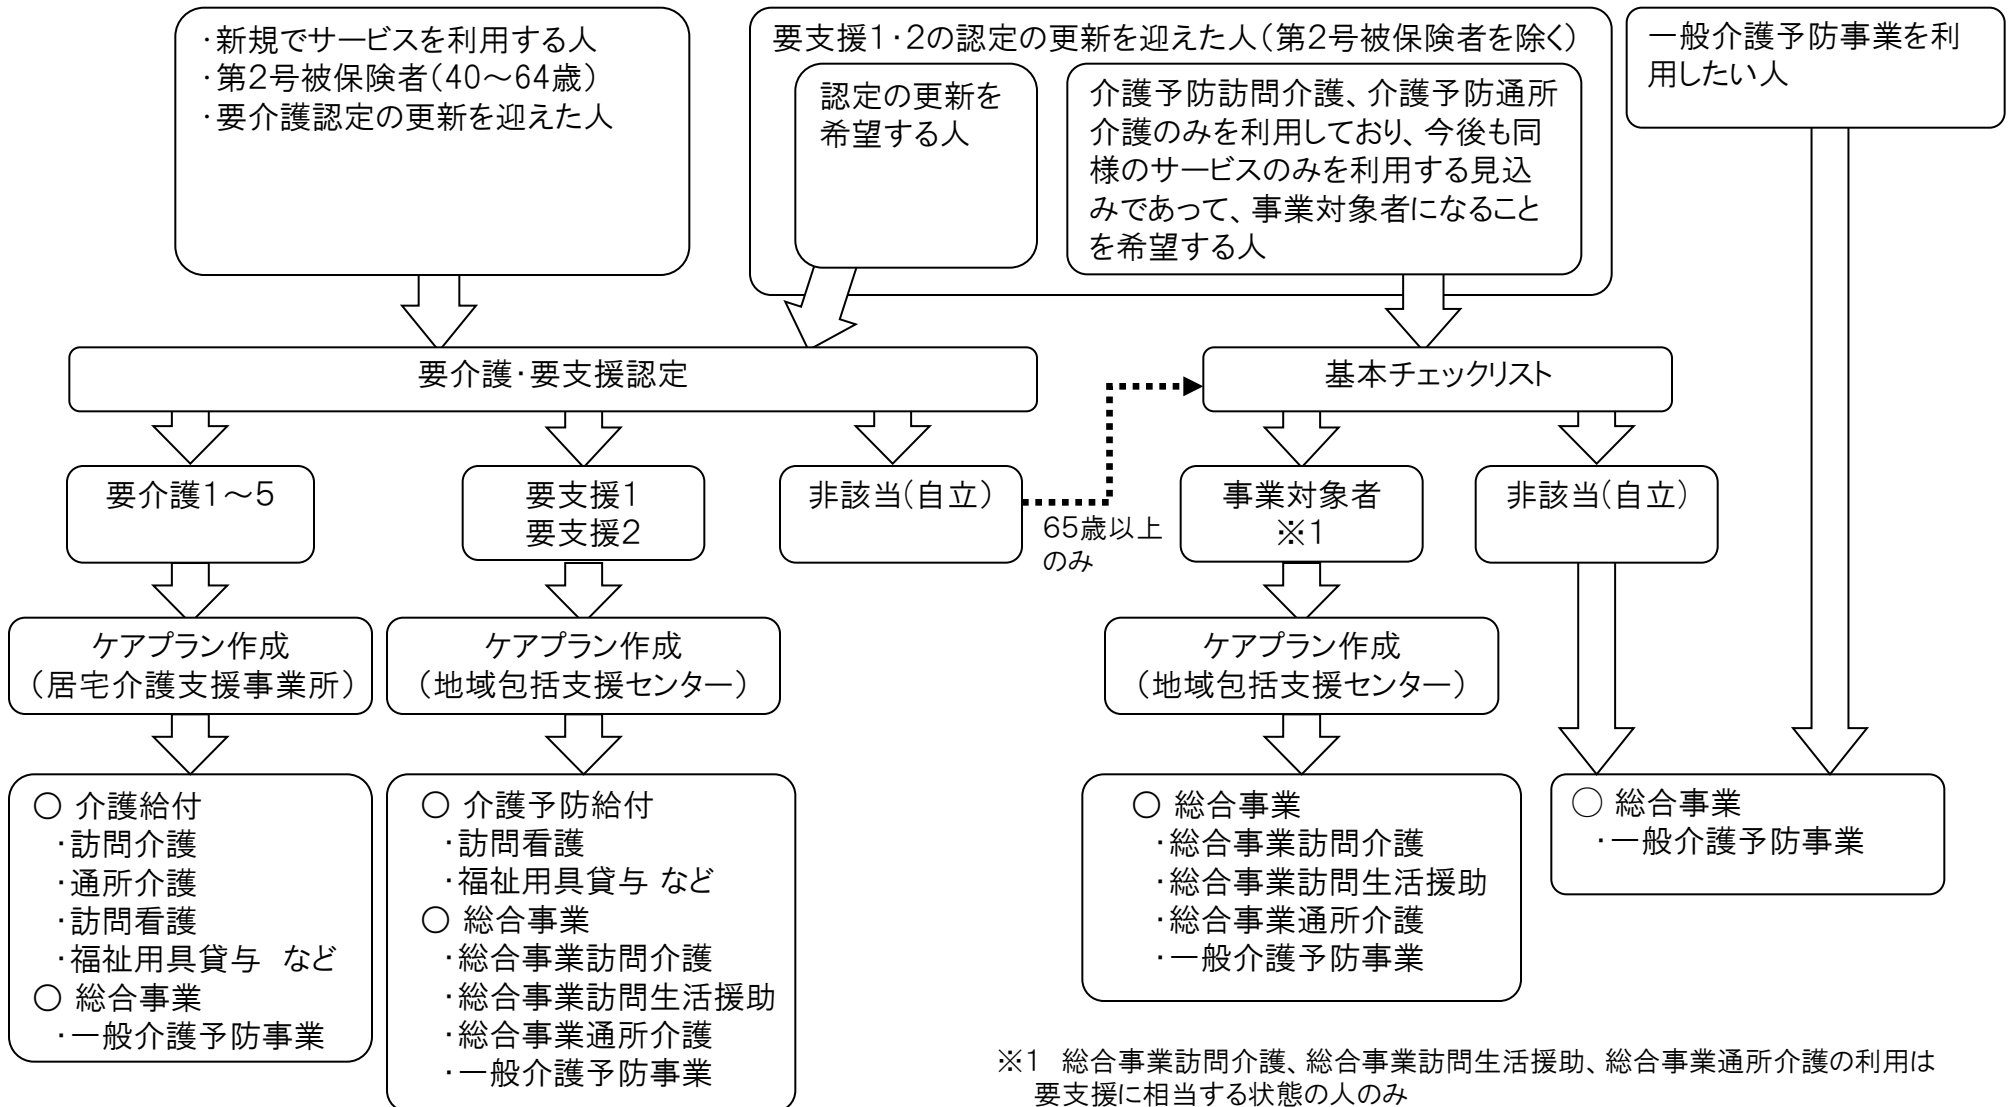 ・新規でサービスを利用する人
・第2号被保険者（40～64歳）
・要介護認定の更新を迎えた人
要支援1・2の認定の更新を迎えた人（第2号被保険者を除く）
認定の更新を
希望する人
介護予防訪問介護、介護予防通所
介護のみを利用しており、今後も同
様のサービスのみを利用する見込
みであって、事業対象者になること
を希望する人
一般介護予防事業を利
用したい人
要介護・要支援認定
基本チェックリスト
要介護1～5
要支援1
要支援2
非該当(自立)
65歳以上
のみ
事業対象者
※1
非該当(自立)
ケアプラン作成
（居宅介護支援事業所）
ケアプラン作成
（地域包括支援センター）
ケアプラン作成
（地域包括支援センター）
○ 介護給付
・訪問介護
・通所介護
・訪問看護
・福祉用具貸与　など
○ 総合事業
・一般介護予防事業
○ 介護予防給付
・訪問看護
・福祉用具貸与 など
○ 総合事業
・総合事業訪問介護
・総合事業訪問生活援助
・総合事業通所介護
・一般介護予防事業
○ 総合事業
・総合事業訪問介護
・総合事業訪問生活援助
・総合事業通所介護
・一般介護予防事業
○ 総合事業
・一般介護予防事業
※1　総合事業訪問介護、総合事業訪問生活援助、総合事業通所介護の利用は
要支援に相当する状態の人のみ